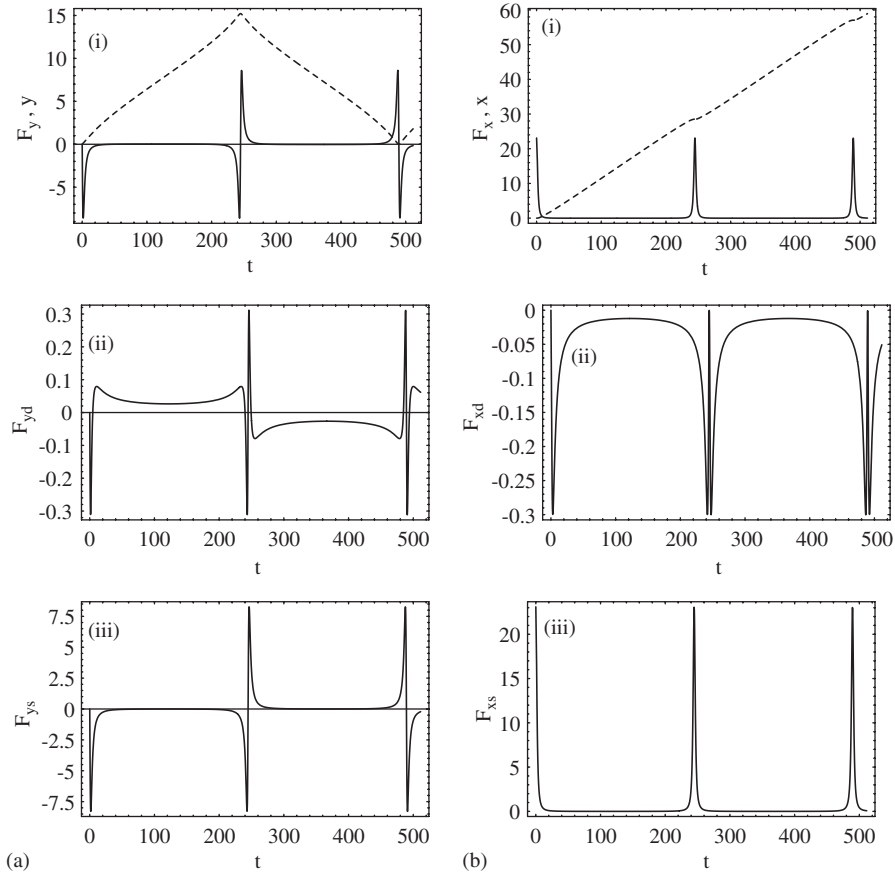 (i)
15
10
5
0
-5
F_y , y
0 100 200 300 400 500
t
(i)
60
50
40
30
20
10
0
F_x , x
0 100 200 300 400 500
t
(ii)
0.3
0.2
0.1
0
-0.1
-0.2
-0.3
F_yd
0 100 200 300 400 500
t
(ii)
0
-0.05
-0.1
-0.15
-0.2
-0.25
-0.3
F_xd
0 100 200 300 400 500
t
(iii)
7.5
5
2.5
0
-2.5
-5
-7.5
F_ys
0 100 200 300 400 500
t
(a)
(iii)
20
15
10
5
0
F_xs
0 100 200 300 400 500
t
(b)